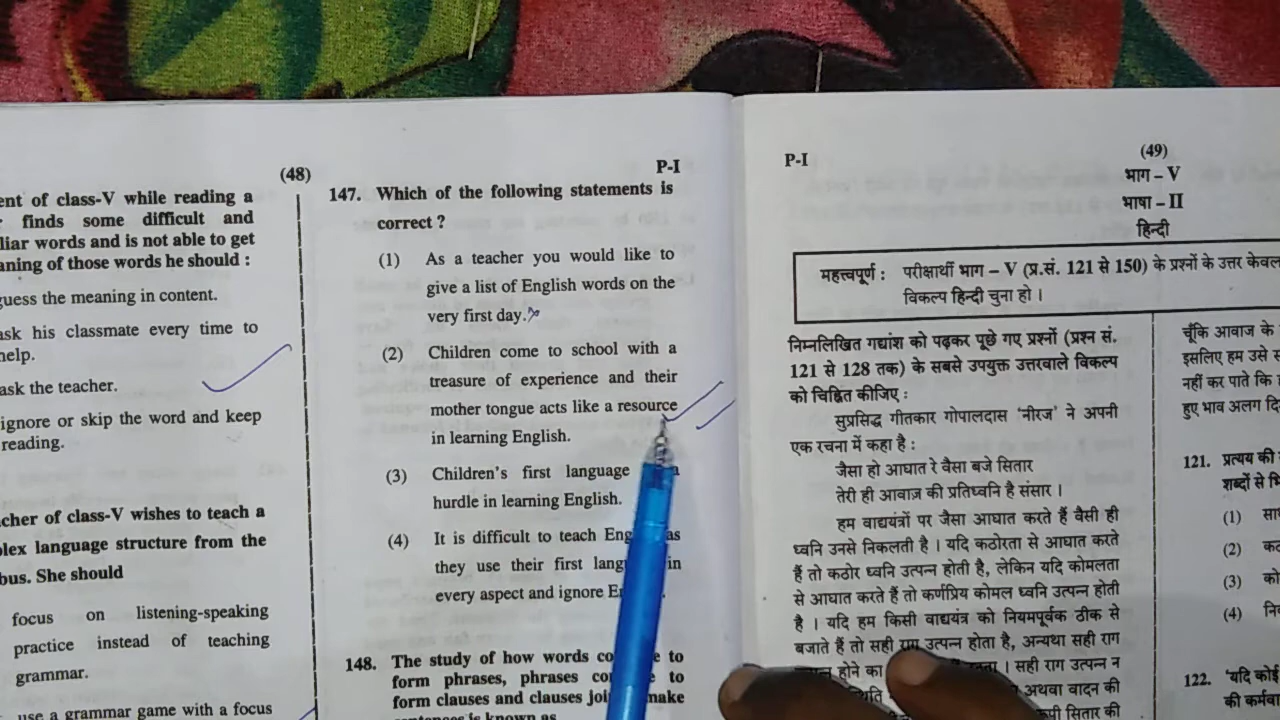 (48)
P-I
ent of class-V while reading a
finds some difficult and
liar words and is not able to get
aning of those words he should :
guess the meaning in content.
ask his classmate every time to
help.
ask the teacher.
ignore or skip the word and keep
reading.
cher of class-V wishes to teach a
plex language structure from the
bus. She should
focus on listening-speaking
practice instead of teaching
grammar.
use a grammar game with a focus
147. Which of the following statements is
correct ?
(1) As a teacher you would like to
give a list of English words on the
very first day.
(2) Children come to school with a
treasure of experience and their
mother tongue acts like a resource
in learning English.
(3) Children's first language
hurdle in learning English.
(4) It is difficult to teach Eng as
they use their first lang in
every aspect and ignore E
148. The study of how words co e to
form phrases, phrases co to
form clauses and clauses joi make
sentences is known as
P-I
(49)
भाग – V
भाषा – II
हिन्दी
महत्त्वपूर्ण : परीक्षार्थी भाग – V (प्र.सं. 121 से 150) के प्रश्नों के उत्तर केवल
विकल्प हिन्दी चुना हो ।
निम्नलिखित गद्यांश को पढ़कर पूछे गए प्रश्नों (प्रश्न सं.
121 से 128 तक) के सबसे उपयुक्त उत्तरवाले विकल्प
को चिह्नित कीजिए :
सुप्रसिद्ध गीतकार गोपालदास 'नीरज' ने अपनी
एक रचना में कहा है :
जैसा हो आघात रे वैसा बजे सितार
तेरी ही आवाज़ की प्रतिध्वनि है संसार ।
हम वाद्ययंत्रों पर जैसा आघात करते हैं वैसी ही
ध्वनि उनसे निकलती है । यदि कठोरता से आघात करते
हैं तो कठोर ध्वनि उत्पन्न होती है, लेकिन यदि कोमलता
से आघात करते हैं तो कर्णप्रिय कोमल ध्वनि उत्पन्न होती
है । यदि हम किसी वाद्ययंत्र को नियमपूर्वक ठीक से
बजाते हैं तो सही राग उत्पन्न होता है, अन्यथा सही राग
होने का । सही राग उत्पन्न न
अथवा वादन की
सितार की
चूँकि आवाज के
इसलिए हम उसे
नहीं कर पाते कि
हुए भाव अलग
121. प्रत्यय की
शब्दों से
(1)
(2)
(3)
(4)
122. 'यदि कोई
की